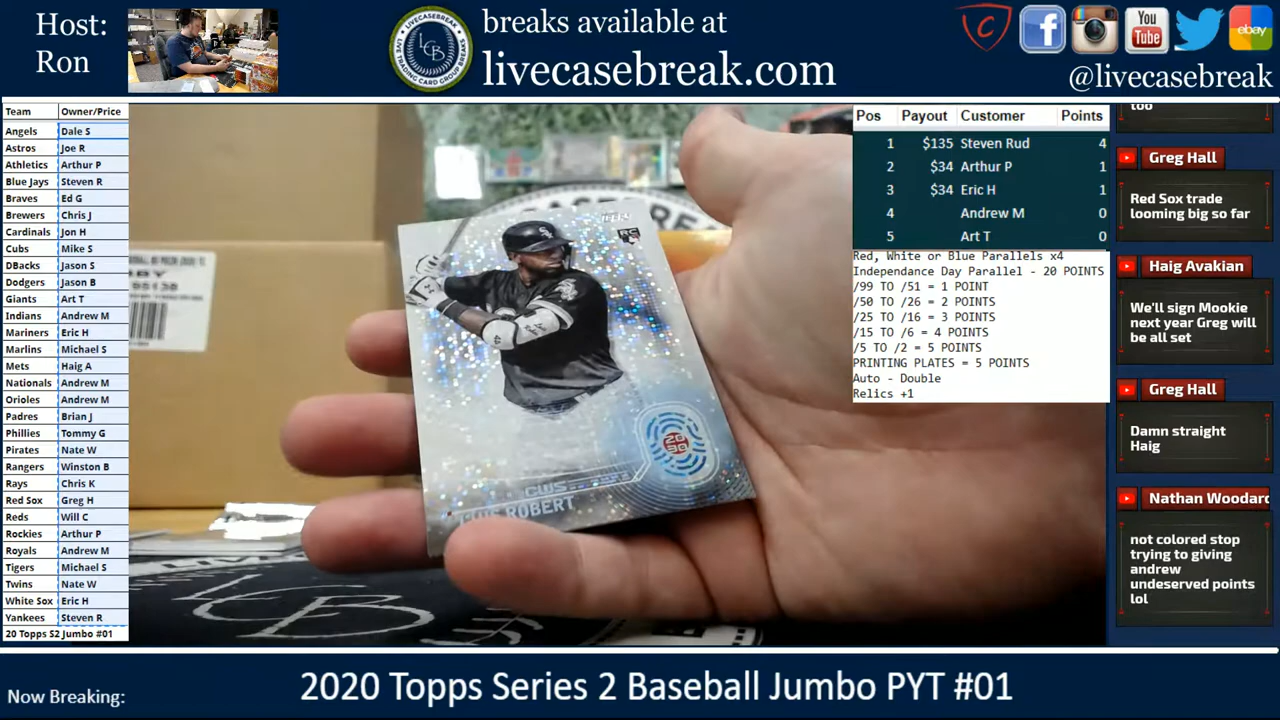 Host:
Ron
breaks available at
livecasebreak.com
LCB
You
Tube
ebay
@livecasebreak
Team Owner/Price
Angels Dale S
Astros Joe R
Athletics Arthur P
Blue Jays Steven R
Braves Ed G
Brewers Chris J
Cardinals Jon H
Cubs Mike S
DBacks Jason S
Dodgers Jason B
Giants Art T
Indians Andrew M
Mariners Eric H
Marlins Michael S
Mets Haig A
Nationals Andrew M
Orioles Andrew M
Padres Brian J
Phillies Tommy G
Pirates Nate W
Rangers Winston B
Rays Chris K
Red Sox Greg H
Reds Will C
Rockies Arthur P
Royals Andrew M
Tigers Michael S
Twins Nate W
White Sox Eric H
Yankees Steven R
20 Topps S2 Jumbo #01
RC
2030
LUIS ROBERT
LCB
Pos Payout Customer Points
1 $135 Steven Rud 4
2 $34 Arthur P 1
3 $34 Eric H 1
4 Andrew M 0
5 Art T 0
Red, White or Blue Parallels x4
Independance Day Parallel - 20 POINTS
/99 TO /51 = 1 POINT
/50 TO /26 = 2 POINTS
/25 TO /16 = 3 POINTS
/15 TO /6 = 4 POINTS
/5 TO /2 = 5 POINTS
PRINTING PLATES = 5 POINTS
Auto - Double
Relics +1
too
Greg Hall
Red Sox trade
looming big so far
Haig Avakian
We'll sign Mookie
next year Greg will
be all set
Greg Hall
Damn straight
Haig
Nathan Woodard
not colored stop
trying to giving
andrew
undeserved points
lol
Now Breaking:
2020 Topps Series 2 Baseball Jumbo PYT #01